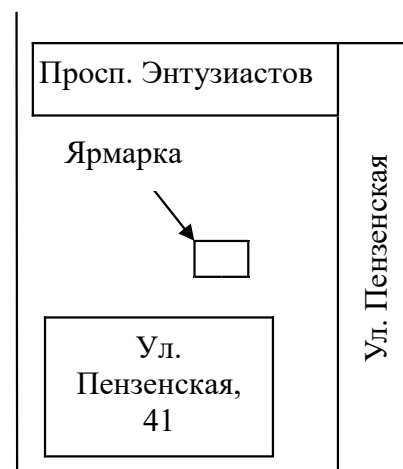 Просп. Энтузиастов
Ярмарка
Ул. Пензенская
Ул.
Пензенская,
41